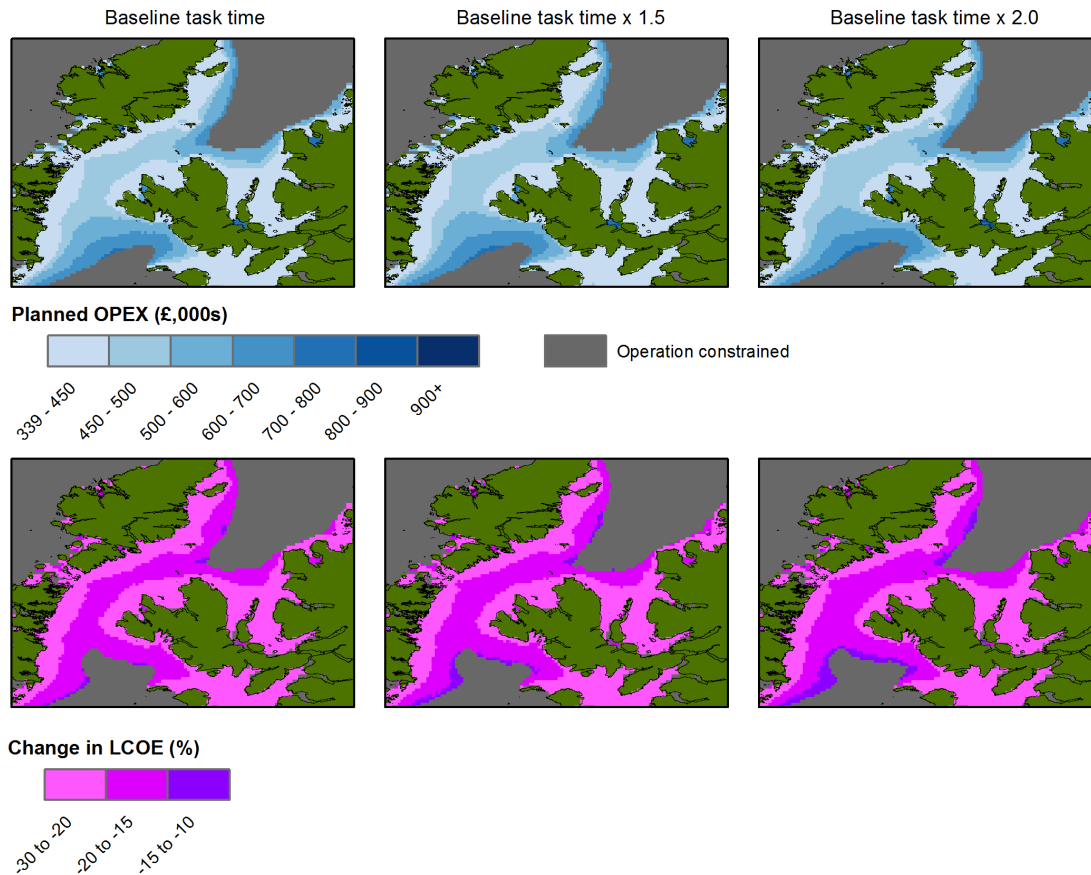 Baseline task time
Baseline task time x 1.5
Baseline task time x 2.0
Planned OPEX (£,000s)
Operation constrained
339 - 450
450 - 500
500 - 600
600 - 700
700 - 800
800 - 900
900+
Change in LCOE (%)
-30 to -20
-20 to -15
-15 to -10